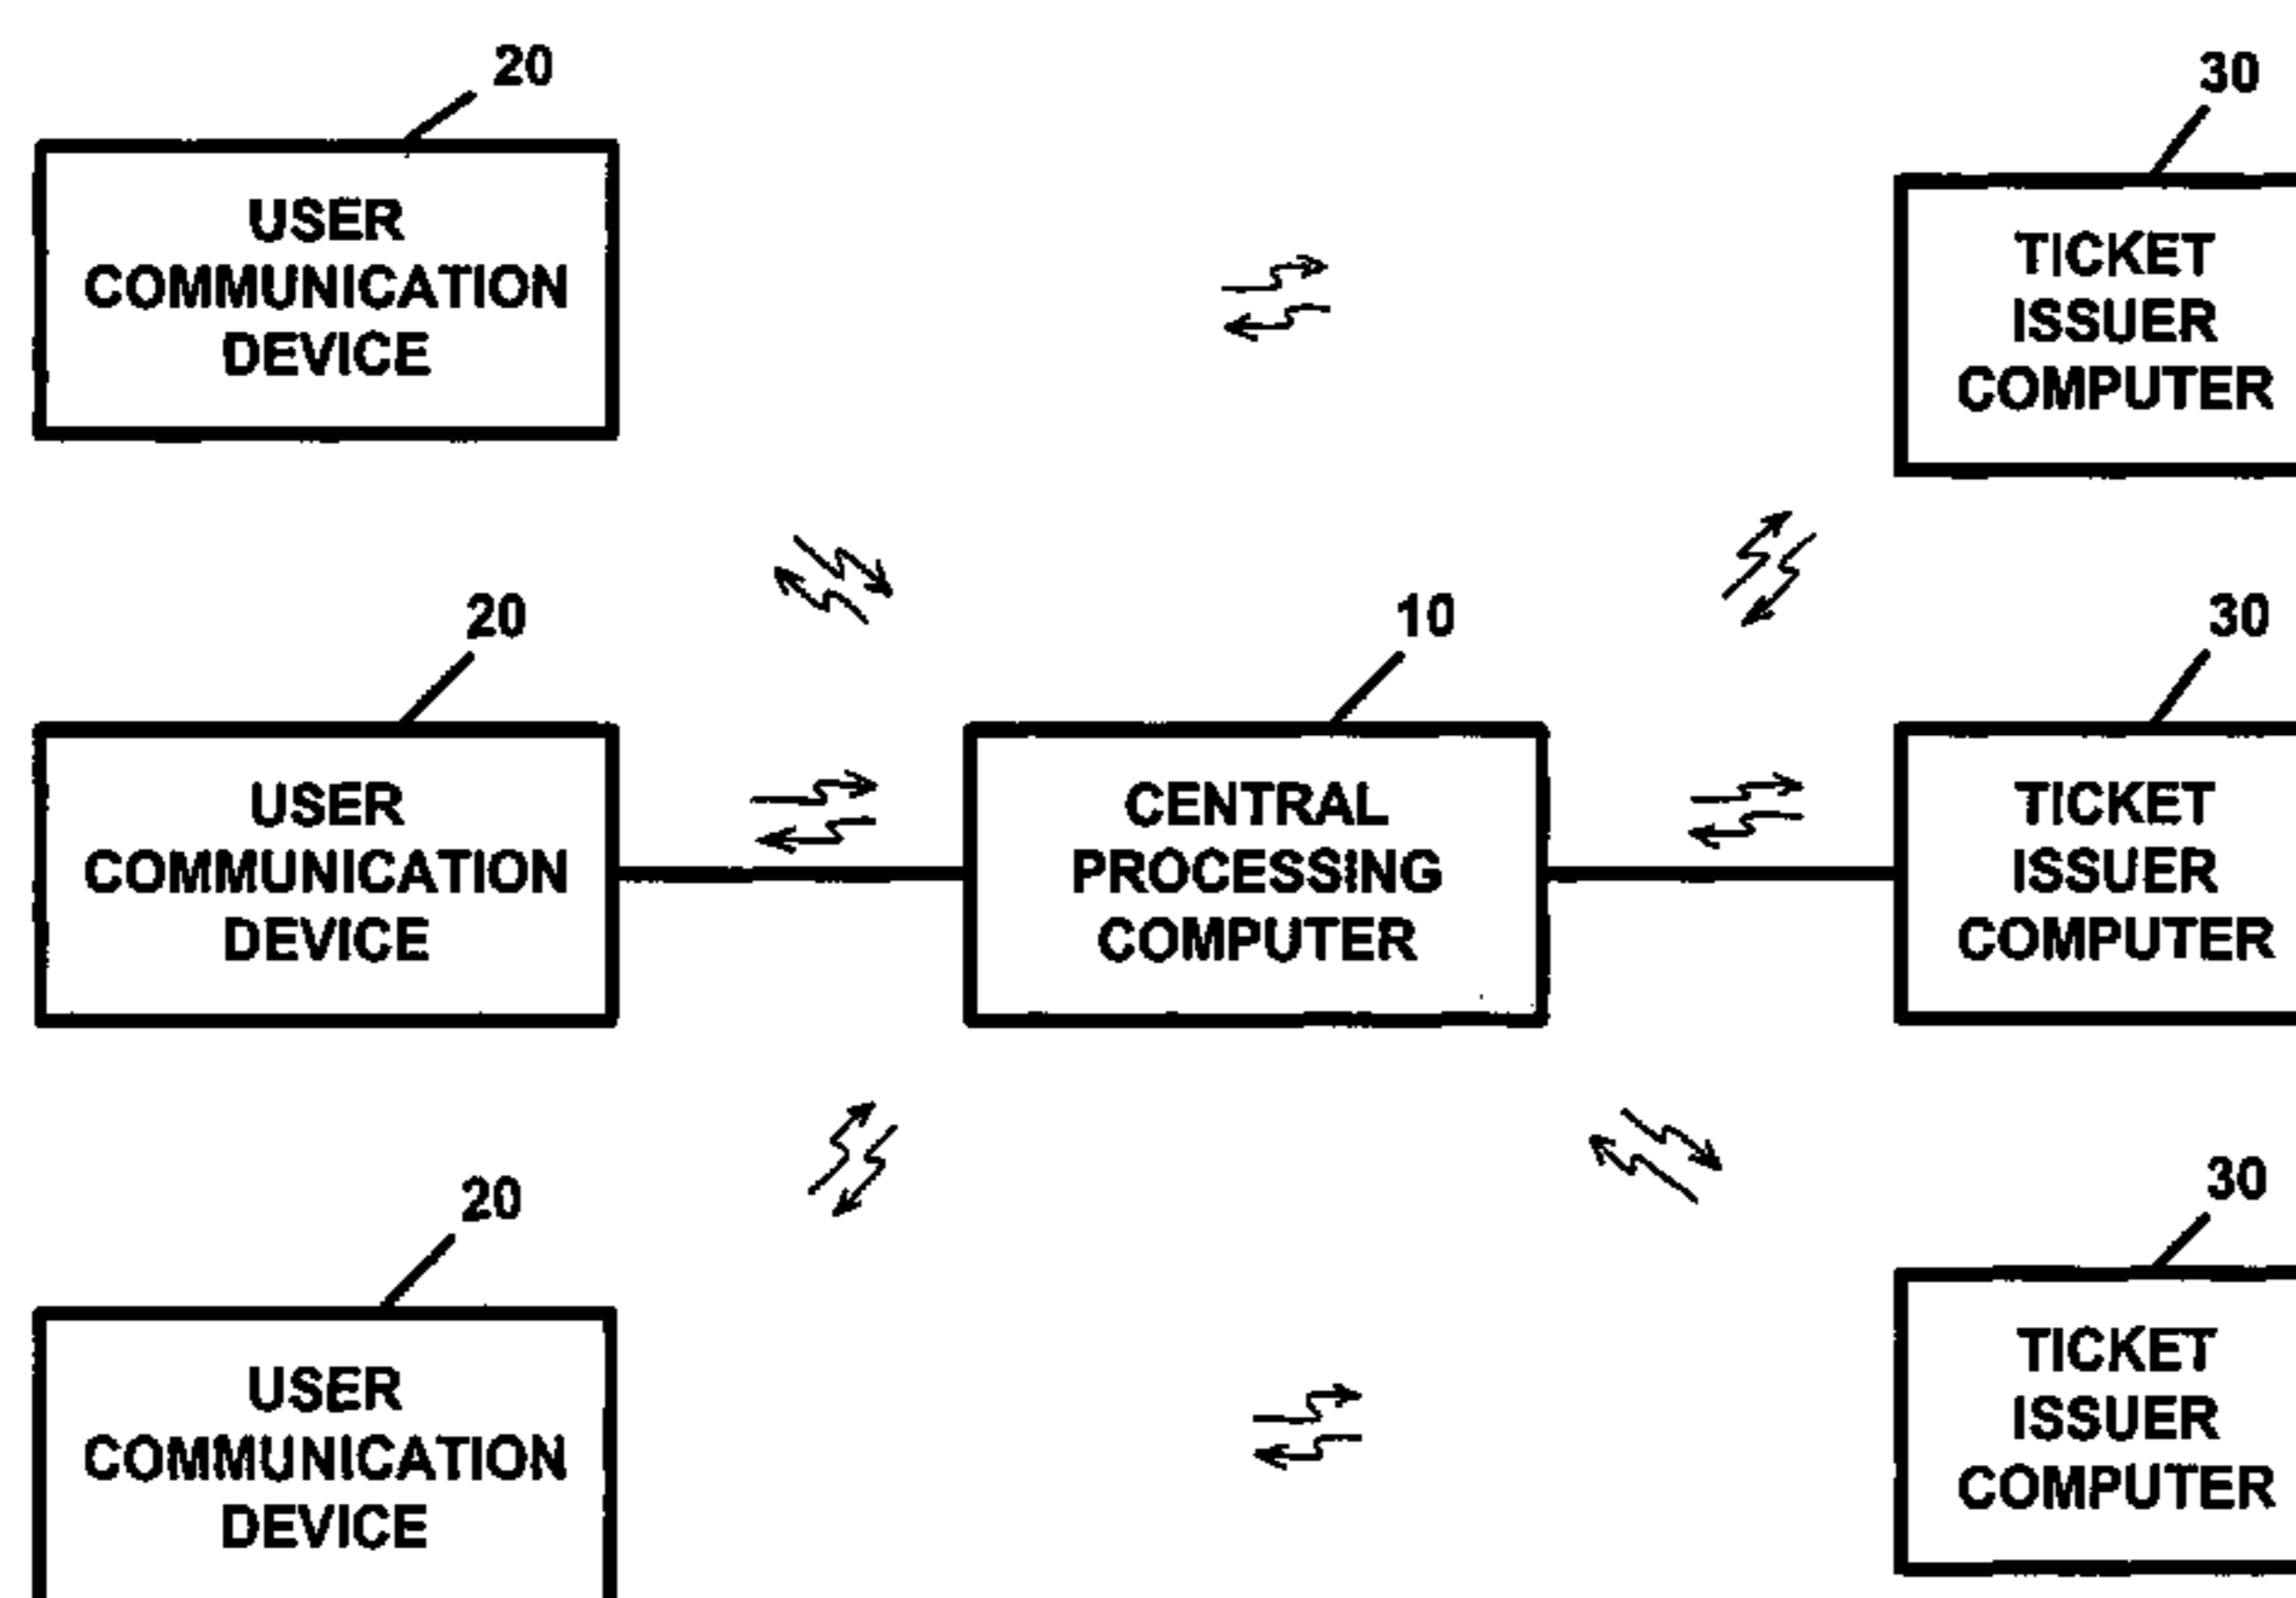 20
USER
COMMUNICATION
DEVICE
30
TICKET
ISSUER
COMPUTER
20
USER
COMMUNICATION
DEVICE
10
CENTRAL
PROCESSING
COMPUTER
30
TICKET
ISSUER
COMPUTER
20
USER
COMMUNICATION
DEVICE
30
TICKET
ISSUER
COMPUTER